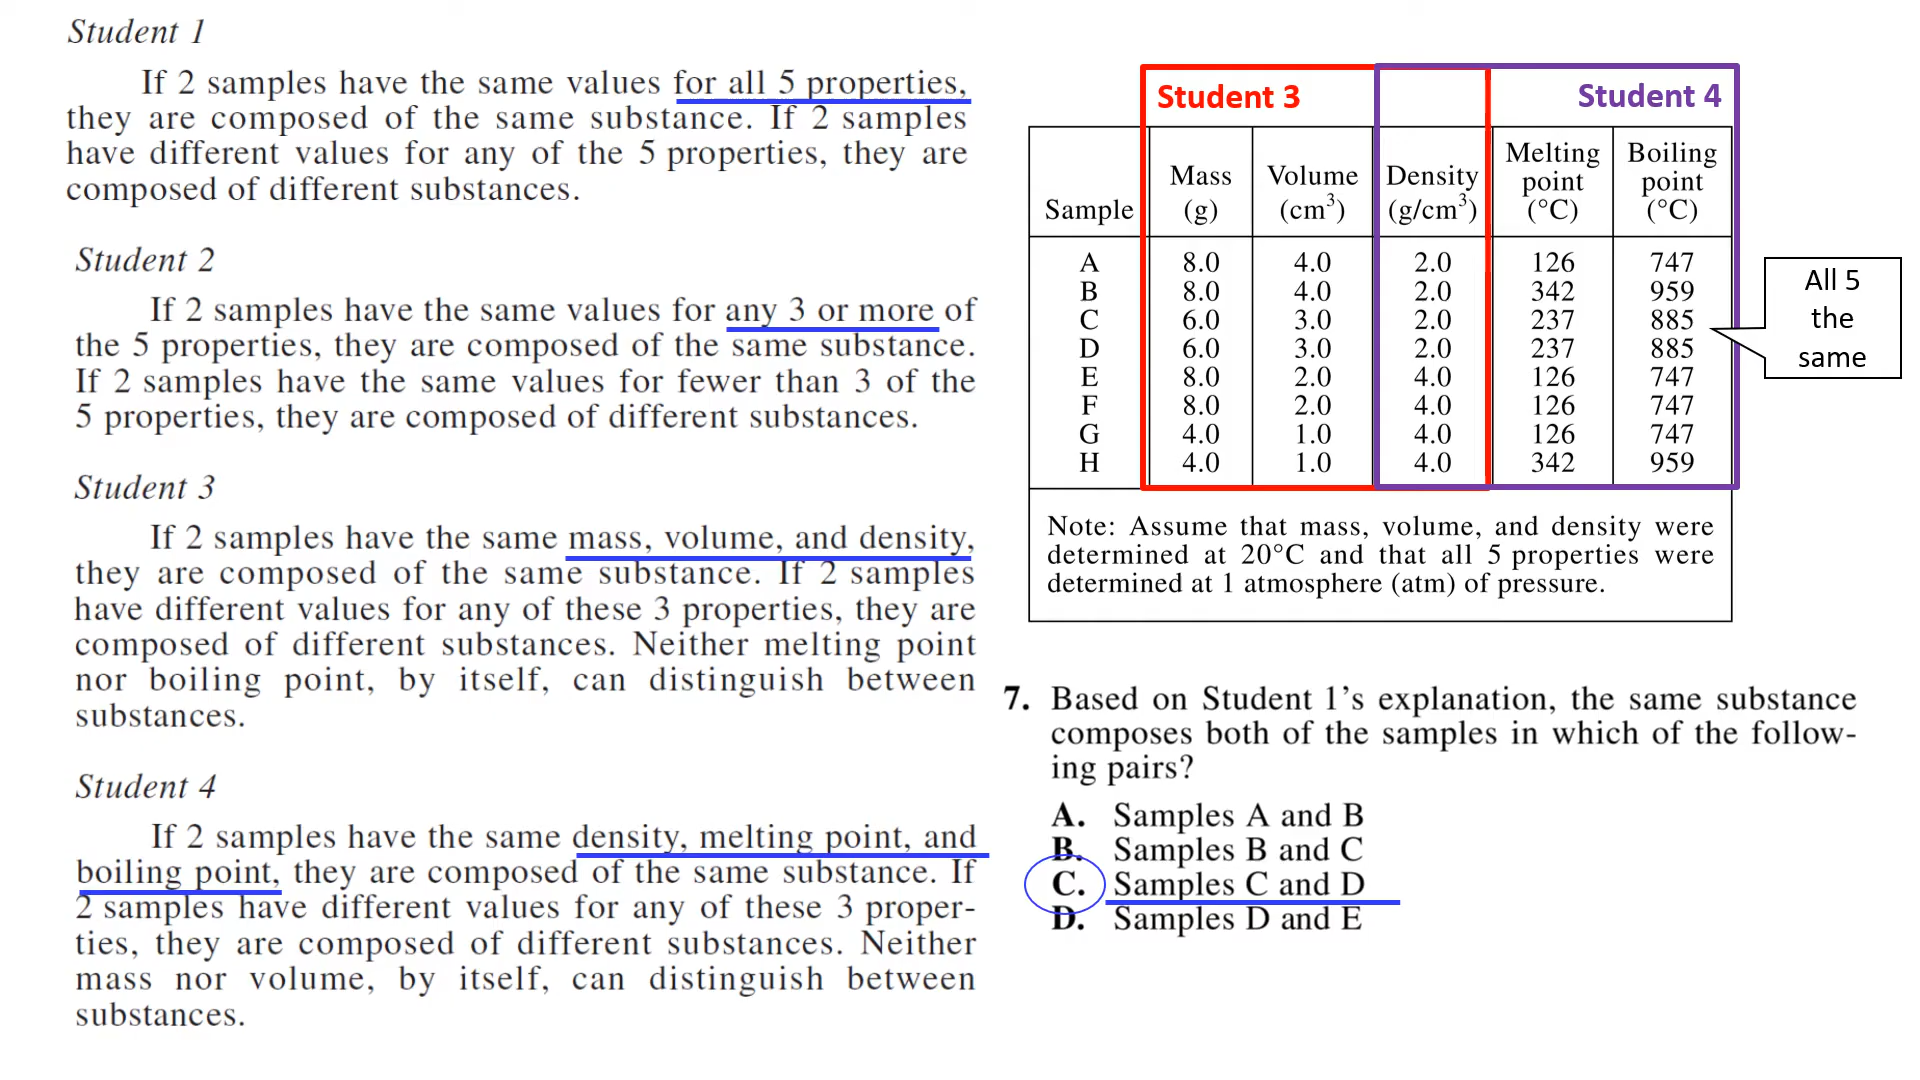 Student 1
If 2 samples have the same values for all 5 properties,
they are composed of the same substance. If 2 samples
have different values for any of the 5 properties, they are
composed of different substances.
Student 2
If 2 samples have the same values for any 3 or more of
the 5 properties, they are composed of the same substance.
If 2 samples have the same values for fewer than 3 of the
5 properties, they are composed of different substances.
Student 3
If 2 samples have the same mass, volume, and density,
they are composed of the same substance. If 2 samples
have different values for any of these 3 properties, they are
composed of different substances. Neither melting point
nor boiling point, by itself, can distinguish between
substances.
Student 4
If 2 samples have the same density, melting point, and
boiling point, they are composed of the same substance. If
2 samples have different values for any of these 3 proper-
ties, they are composed of different substances. Neither
mass nor volume, by itself, can distinguish between
substances.
Student 3 Student 4
Sample Mass (g) Volume (cm³) Density (g/cm³) Melting point (°C) Boiling point (°C)
A 8.0 4.0 2.0 126 747
B 8.0 4.0 2.0 342 959
C 6.0 3.0 2.0 237 885
D 6.0 3.0 2.0 237 885
E 8.0 2.0 4.0 126 747
F 8.0 2.0 4.0 126 747
G 4.0 1.0 4.0 126 747
H 4.0 1.0 4.0 342 959
All 5
the
same
Note: Assume that mass, volume, and density were
determined at 20°C and that all 5 properties were
determined at 1 atmosphere (atm) of pressure.
7. Based on Student 1's explanation, the same substance
composes both of the samples in which of the follow-
ing pairs?
A. Samples A and B
B. Samples B and C
C. Samples C and D
D. Samples D and E